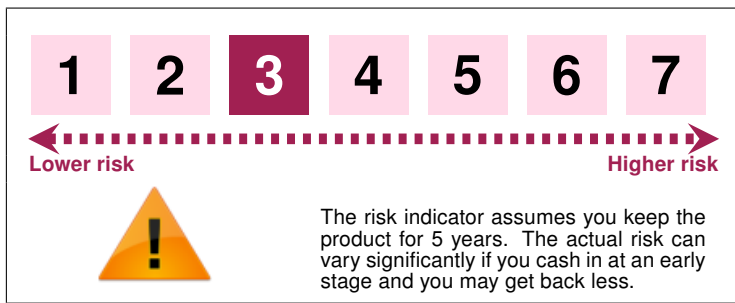 1 2 3 4 5 6 7
Lower risk Higher risk
!
The risk indicator assumes you keep the
product for 5 years. The actual risk can
vary significantly if you cash in at an early
stage and you may get back less.